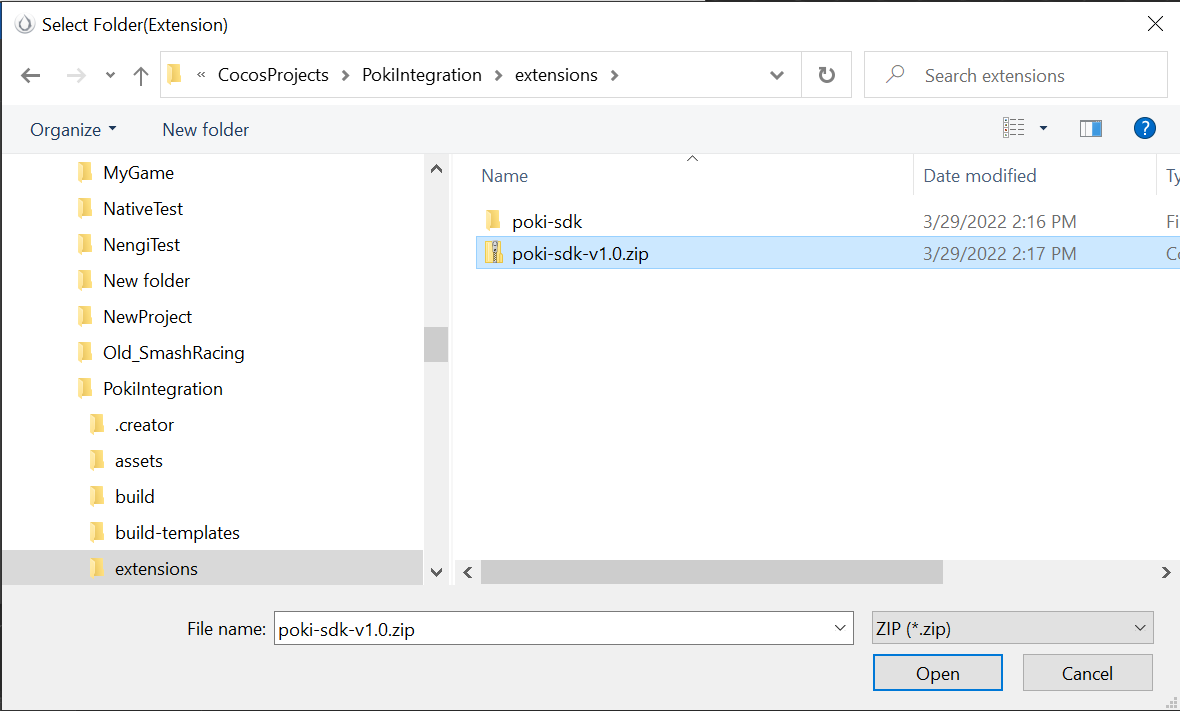 Select Folder(Extension)
« CocosProjects > PokiIntegration > extensions >
Search extensions
Organize
New folder
?
MyGame
NativeTest
NengiTest
New folder
NewProject
Old_SmashRacing
PokiIntegration
.creator
assets
build
build-templates
extensions
Name Date modified Ty
poki-sdk 3/29/2022 2:16 PM Fi
poki-sdk-v1.0.zip 3/29/2022 2:17 PM Co
File name: poki-sdk-v1.0.zip ZIP (*.zip)
Open Cancel